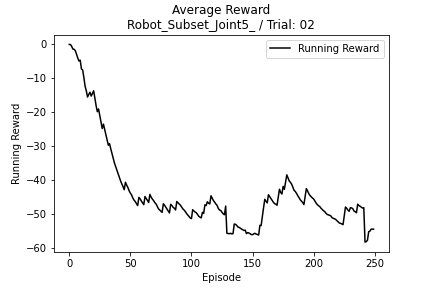 Average Reward
Robot_Subset_Joint5_ / Trial: 02
Running Reward
0
−10
−20
−30
−40
−50
−60
Running Reward
0
50
100
150
200
250
Episode